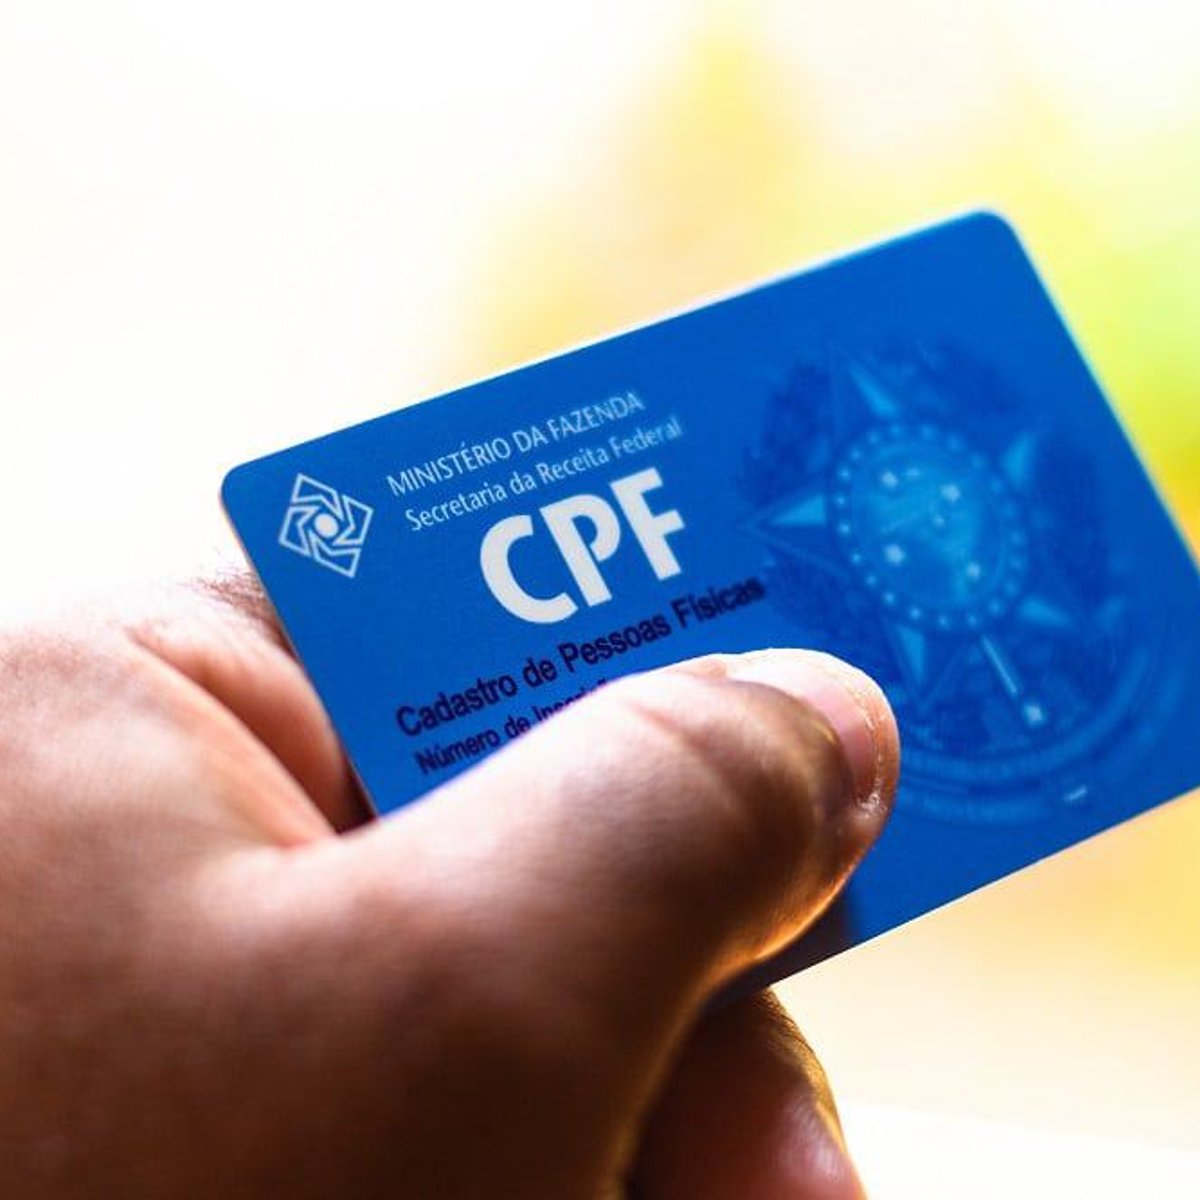 MINISTÉRIO DA FAZENDA
Secretaria da Receita Federal
CPF
Cadastro de Pessoas Físicas
Número de